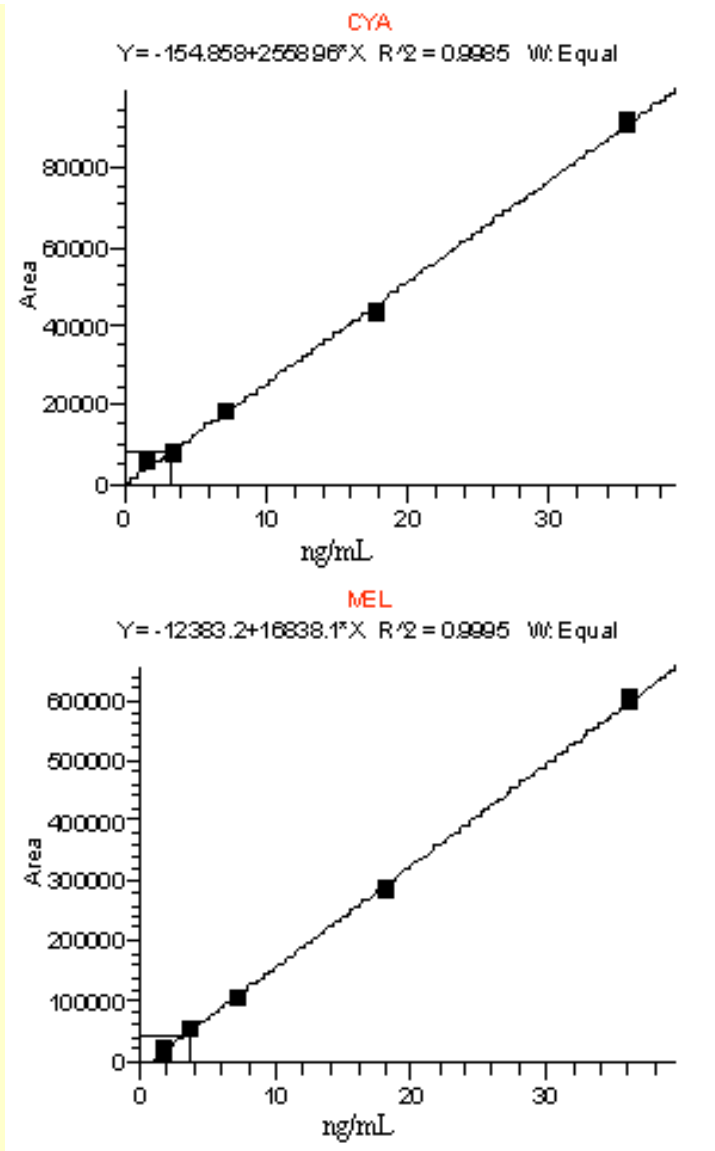 CYA
Y = -154.858+2558.96*X R^2 = 0.9985 W: Equal
80000
60000
40000
20000
0
Area
0 10 20 30
ng/mL
MEL
Y = -12383.2+16838.1*X R^2 = 0.9995 W: Equal
600000
500000
400000
300000
200000
100000
0
Area
0 10 20 30
ng/mL